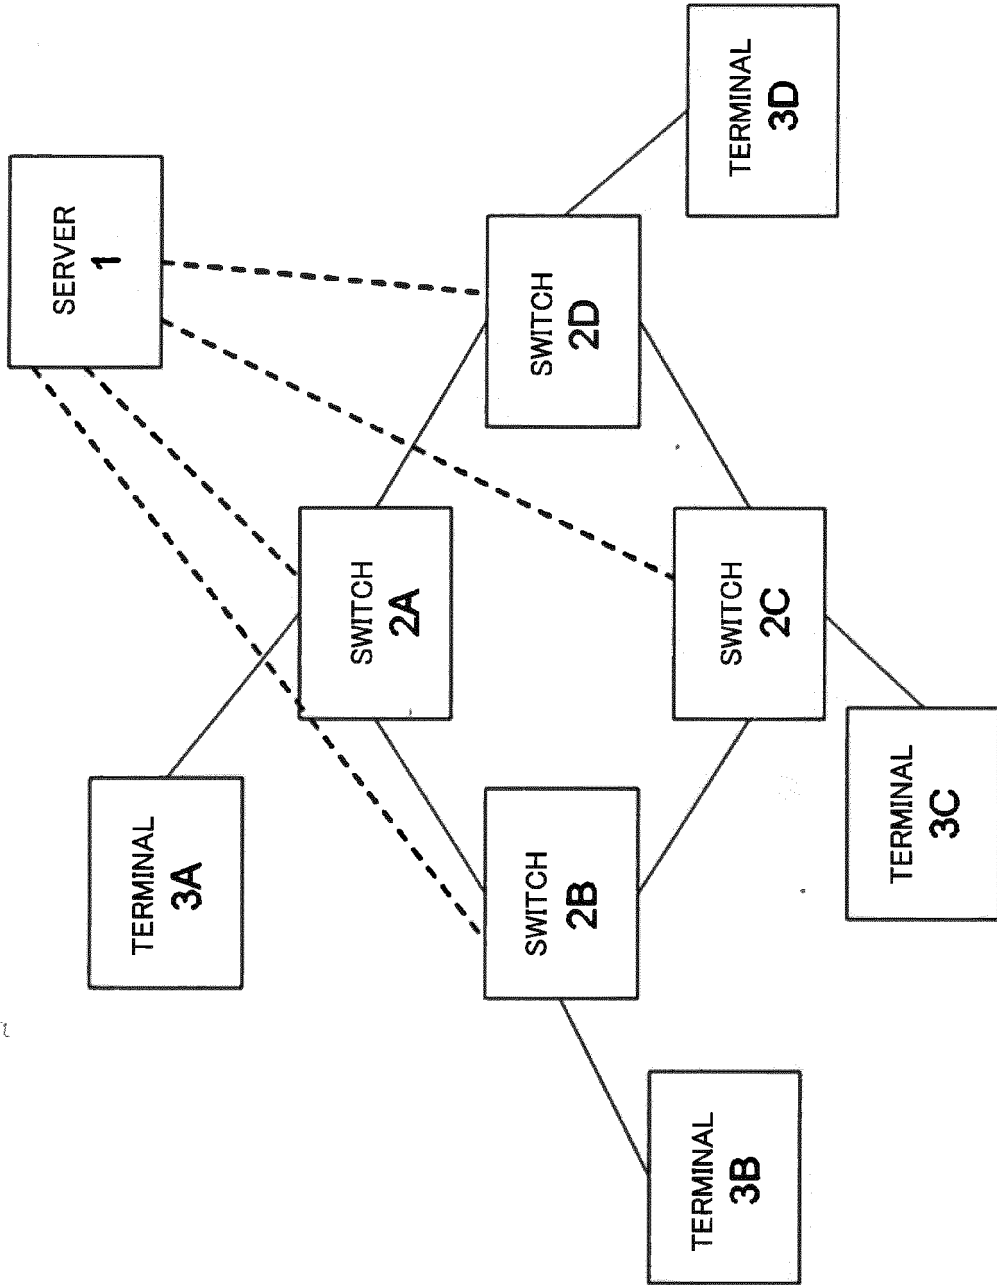 SERVER
1
TERMINAL
3A
SWITCH
2A
SWITCH
2B
SWITCH
2D
TERMINAL
3B
SWITCH
2C
TERMINAL
3D
TERMINAL
3C